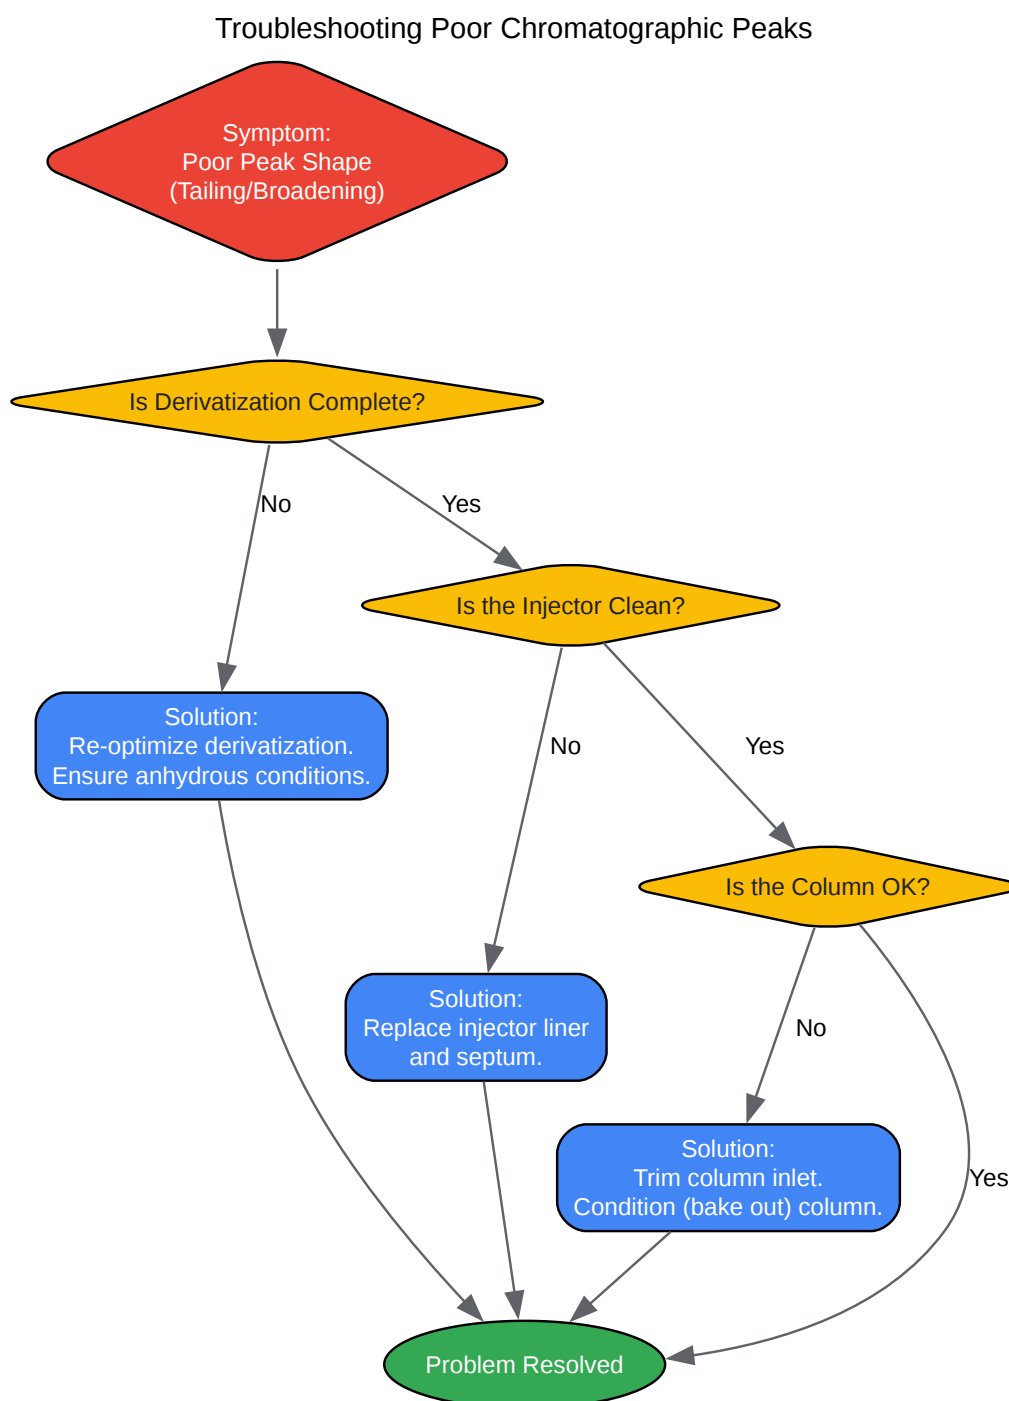 Troubleshooting Poor Chromatographic Peaks
Symptom:
Poor Peak Shape
(Tailing/Broadening)
Is Derivatization Complete?
No
Yes
Is the Injector Clean?
Solution:
Re-optimize derivatization.
Ensure anhydrous conditions.
No
Yes
Is the Column OK?
Solution:
Replace injector liner
and septum.
No
Solution:
Trim column inlet.
Condition (bake out) column.
Yes
Problem Resolved